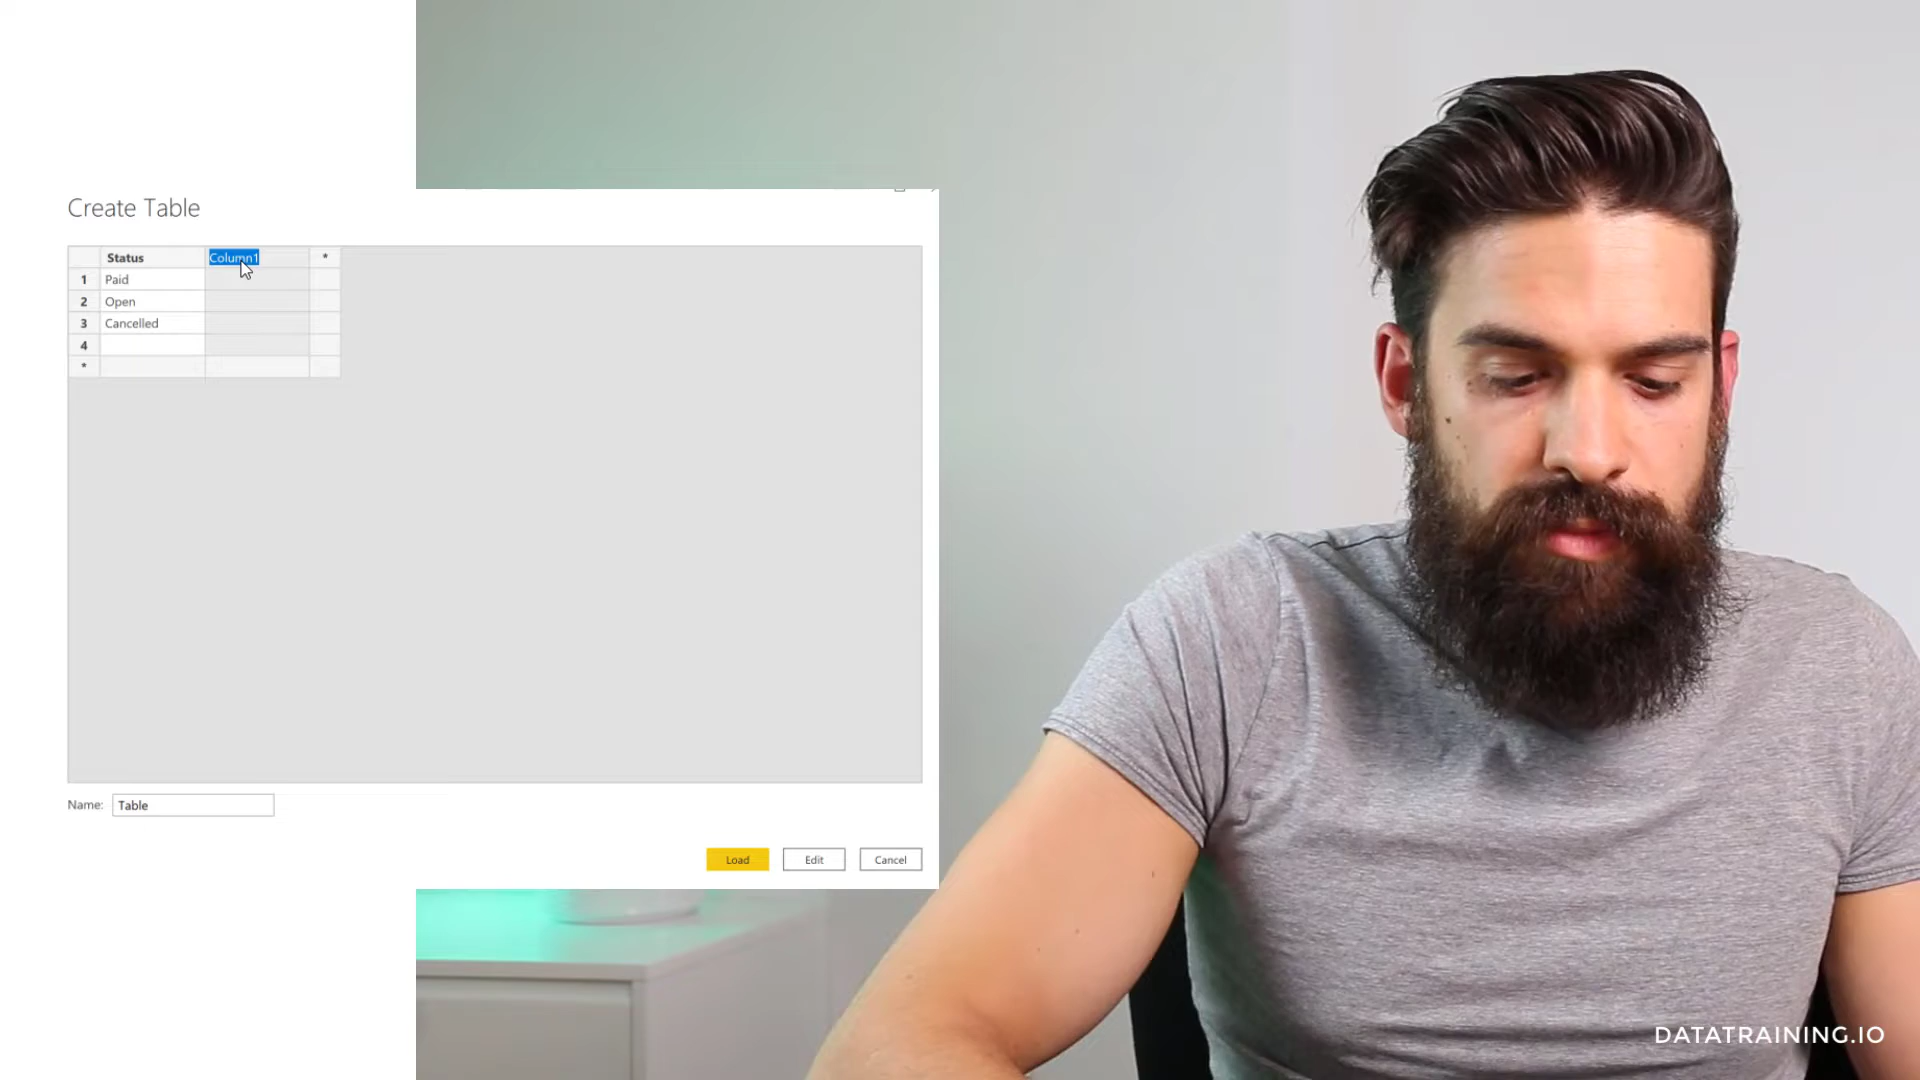 Create Table
Status Column1 *
1 Paid
2 Open
3 Cancelled
4
*
Name: Table
Load Edit Cancel
DATATRAINING.IO